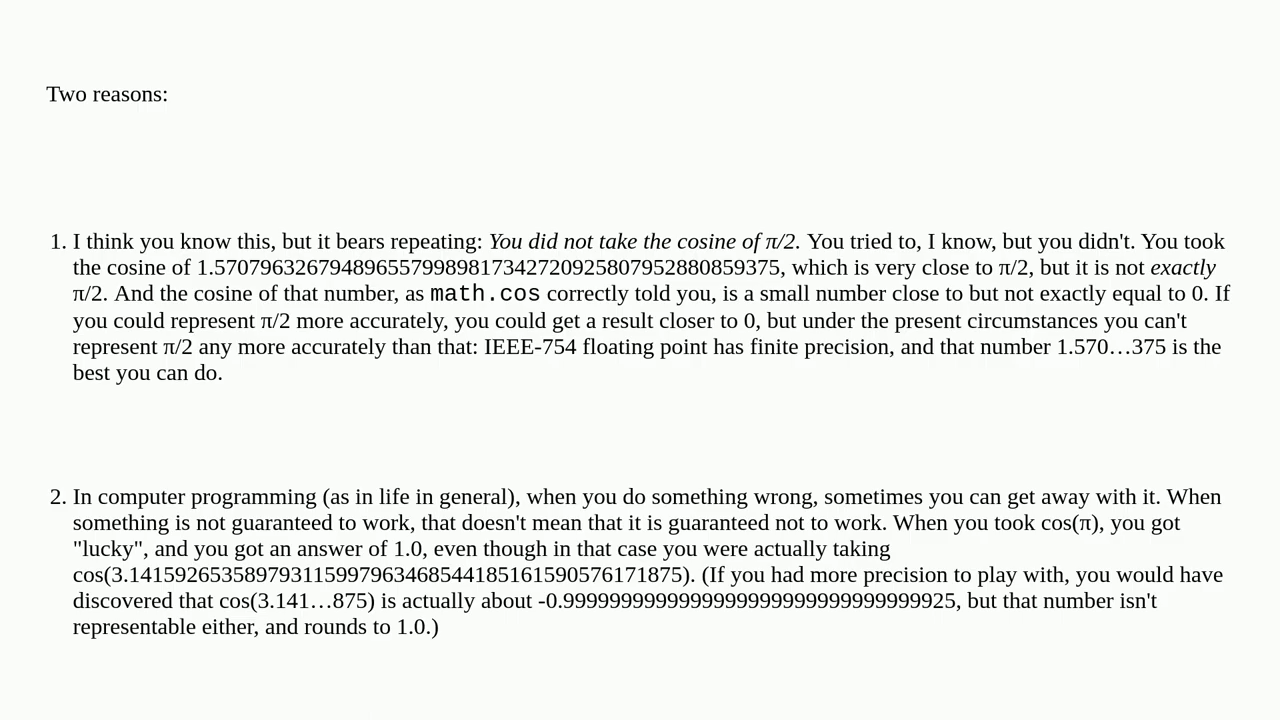 Two reasons:
1. I think you know this, but it bears repeating: You did not take the cosine of π/2. You tried to, I know, but you didn't. You took
the cosine of 1.5707963267948965579989817342720925807952880859375, which is very close to π/2, but it is not exactly
π/2. And the cosine of that number, as math.cos correctly told you, is a small number close to but not exactly equal to 0. If
you could represent π/2 more accurately, you could get a result closer to 0, but under the present circumstances you can't
represent π/2 any more accurately than that: IEEE-754 floating point has finite precision, and that number 1.570…375 is the
best you can do.
2. In computer programming (as in life in general), when you do something wrong, sometimes you can get away with it. When
something is not guaranteed to work, that doesn't mean that it is guaranteed not to work. When you took cos(π), you got
"lucky", and you got an answer of 1.0, even though in that case you were actually taking
cos(3.141592653589793115997963468544185161590576171875). (If you had more precision to play with, you would have
discovered that cos(3.141…875) is actually about -0.9999999999999999999999999999999925, but that number isn't
representable either, and rounds to 1.0.)